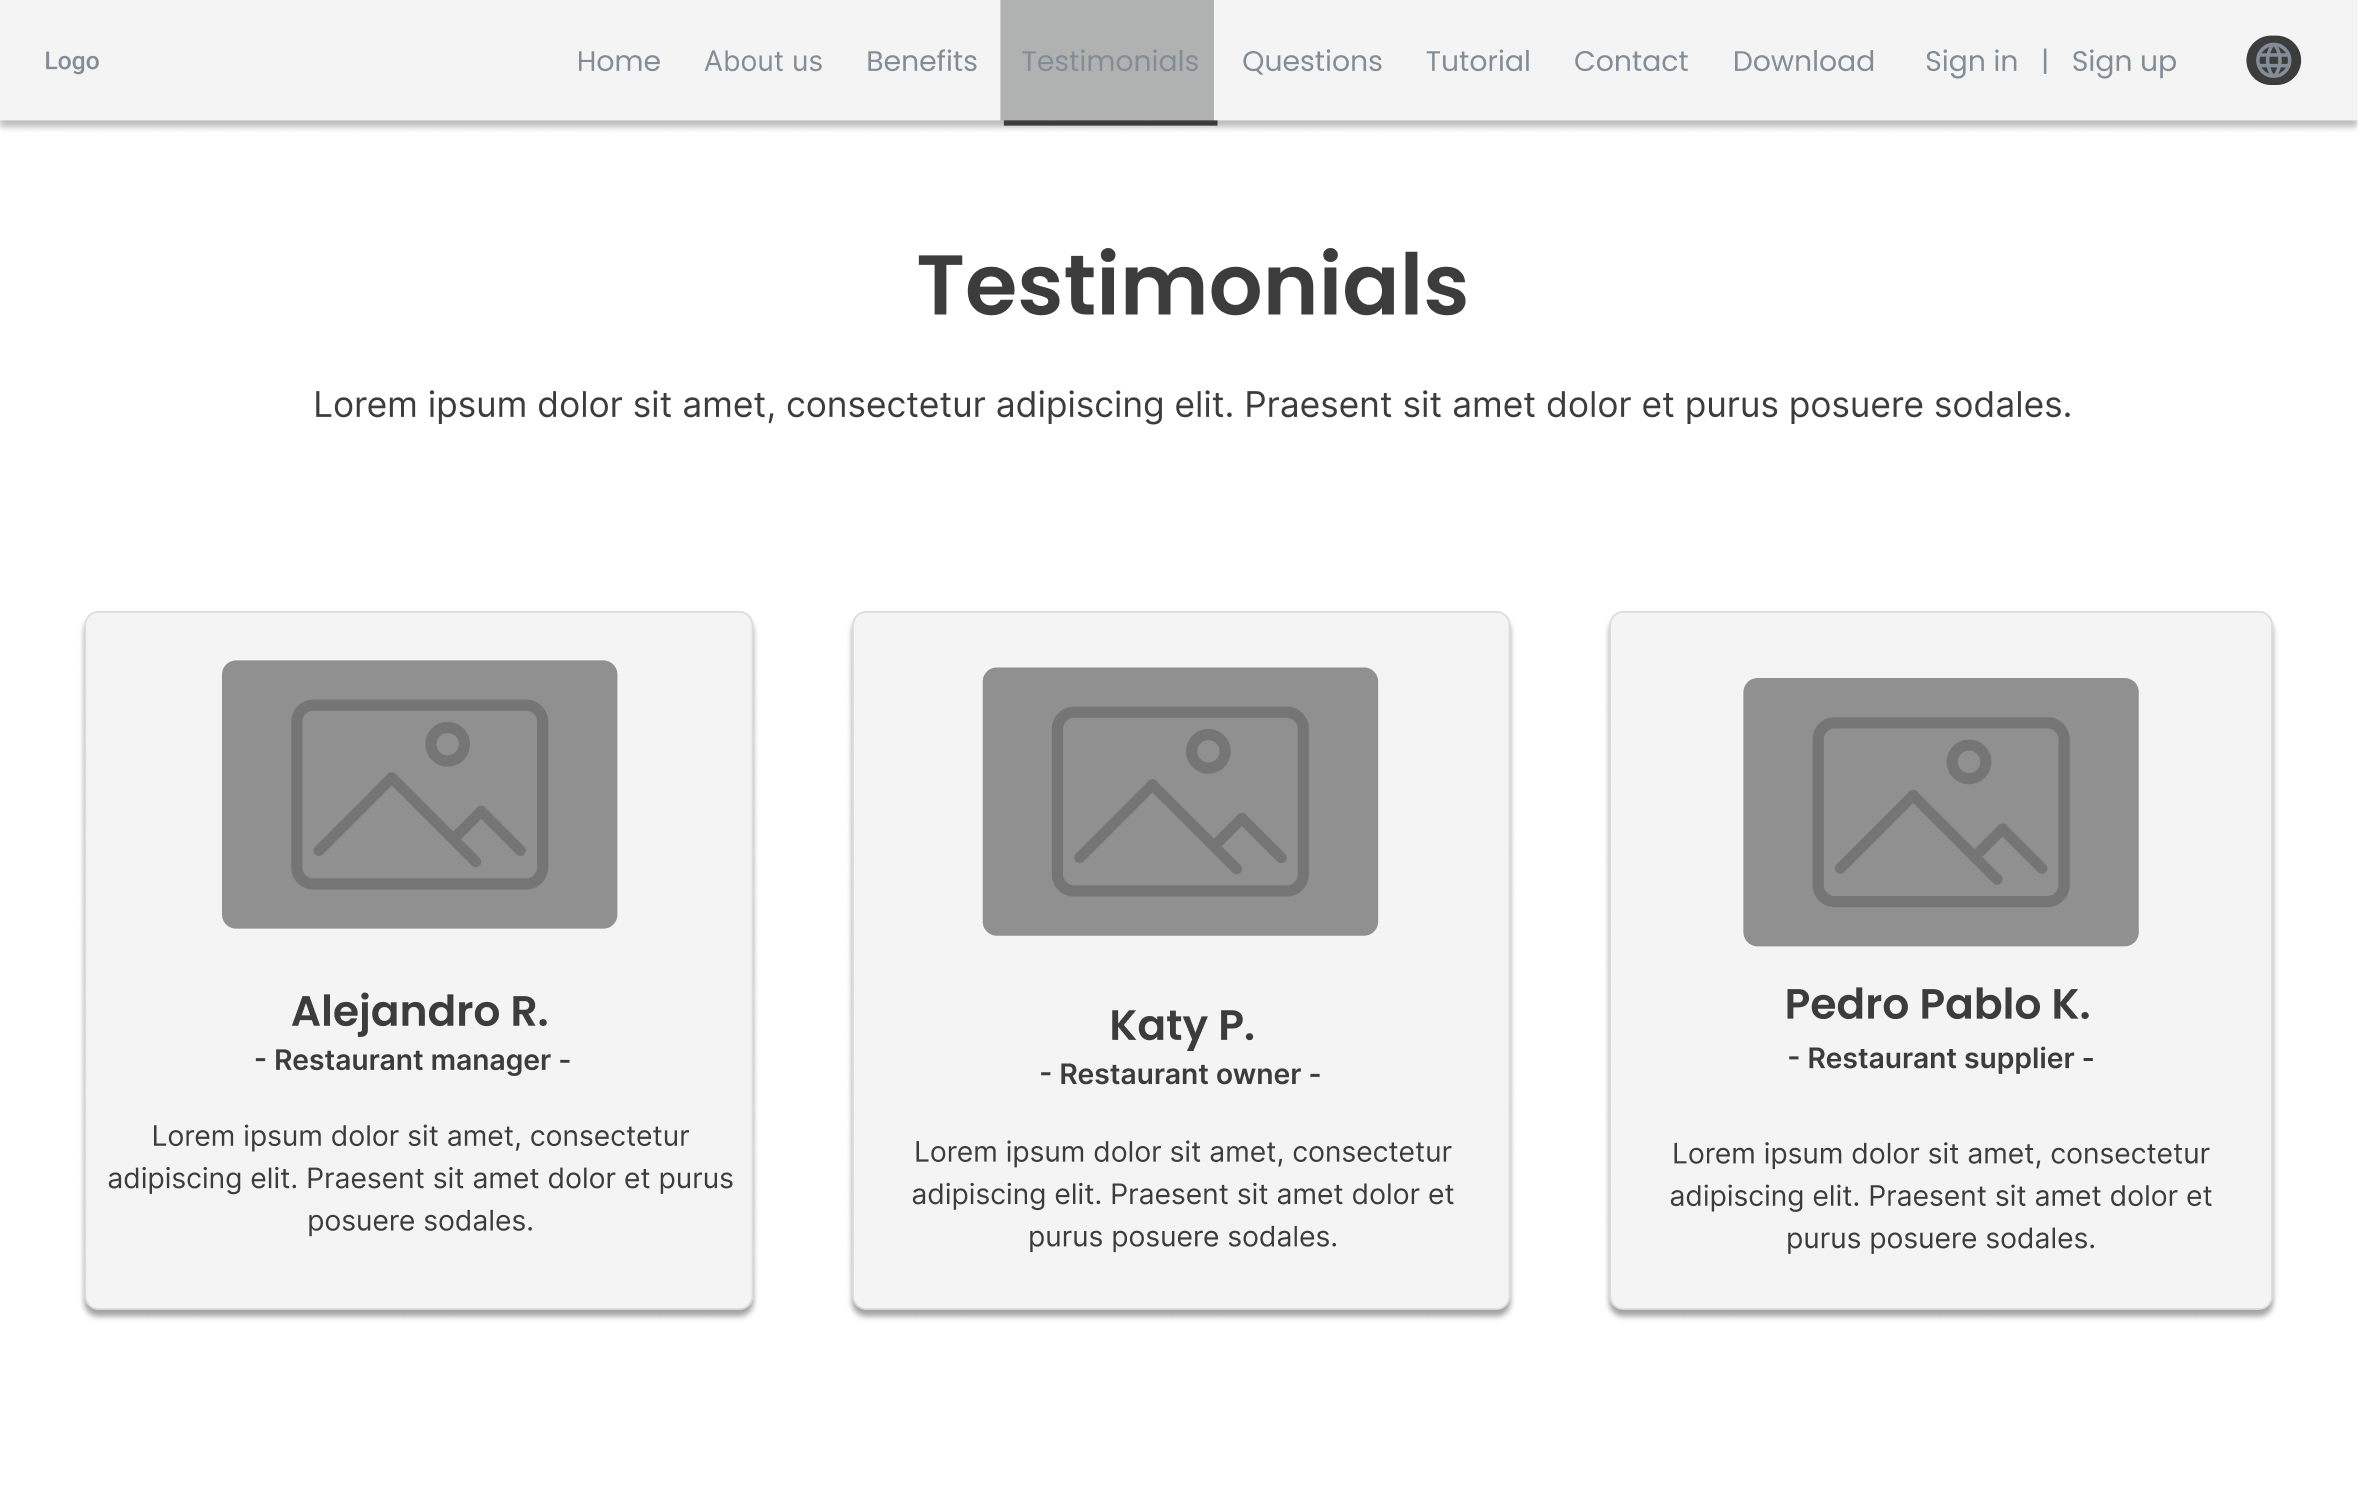 Logo
Home About us Benefits Testimonials Questions Tutorial Contact Download Sign in | Sign up
Testimonials
Lorem ipsum dolor sit amet, consectetur adipiscing elit. Praesent sit amet dolor et purus posuere sodales.
Alejandro R.
- Restaurant manager -
Lorem ipsum dolor sit amet, consectetur
adipiscing elit. Praesent sit amet dolor et purus
posuere sodales.
Katy P.
- Restaurant owner -
Lorem ipsum dolor sit amet, consectetur
adipiscing elit. Praesent sit amet dolor et
purus posuere sodales.
Pedro Pablo K.
- Restaurant supplier -
Lorem ipsum dolor sit amet, consectetur
adipiscing elit. Praesent sit amet dolor et
purus posuere sodales.